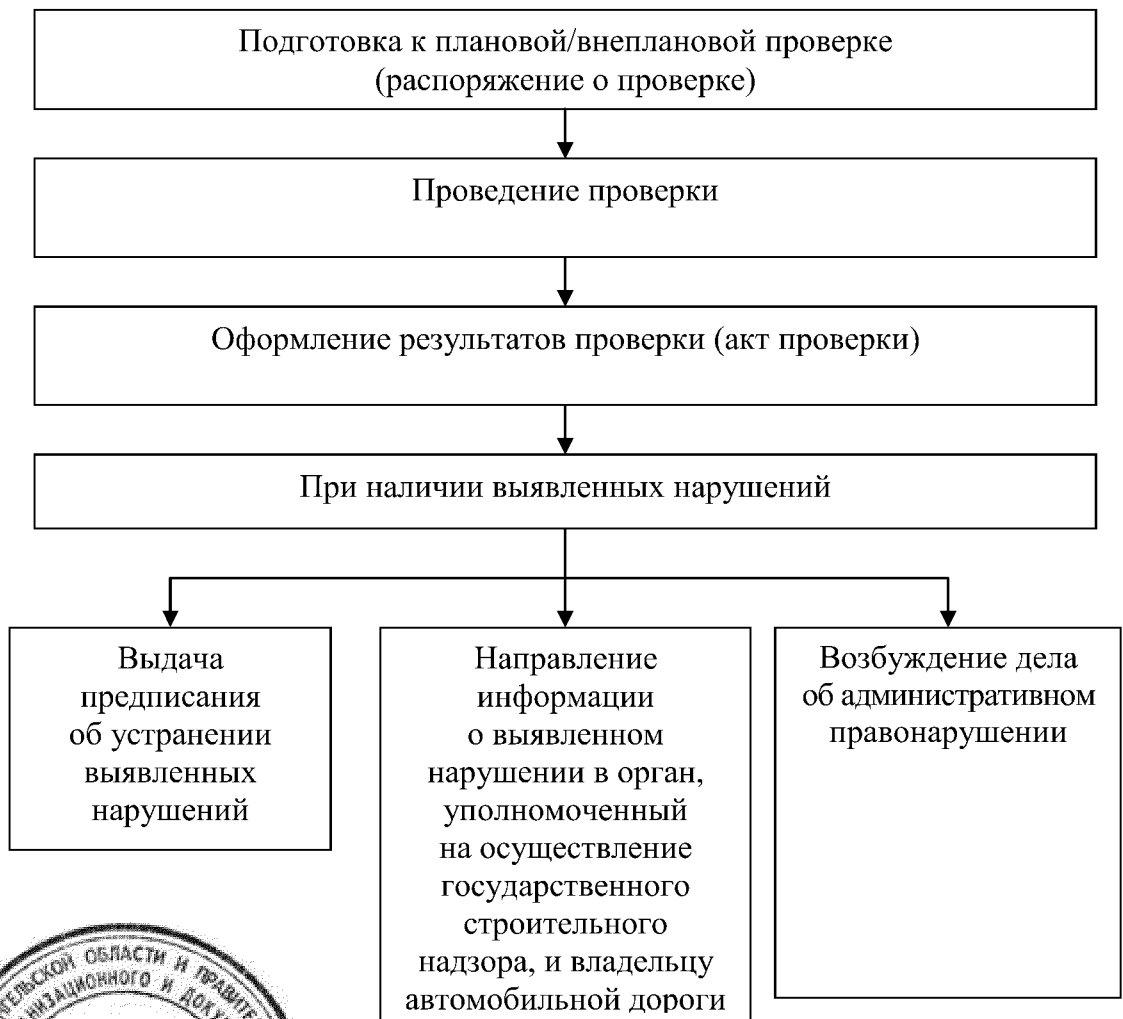 Подготовка к плановой/внеплановой проверке
(распоряжение о проверке)
Проведение проверки
Оформление результатов проверки (акт проверки)
При наличии выявленных нарушений
Выдача
предписания
об устранении
выявленных
нарушений
Направление
информации
о выявленном
нарушении в орган,
уполномоченный
на осуществление
государственного
строительного
надзора, и владельцу
автомобильной дороги
Возбуждение дела
об административном
правонарушении
ОБЛАСТИ И